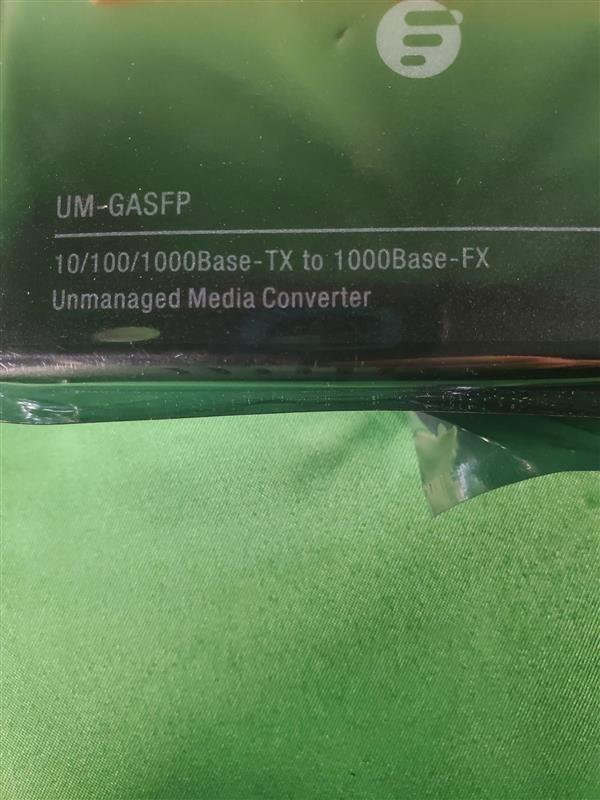 UM-GASFP
10/100/1000Base-TX to 1000Base-FX
Unmanaged Media Converter